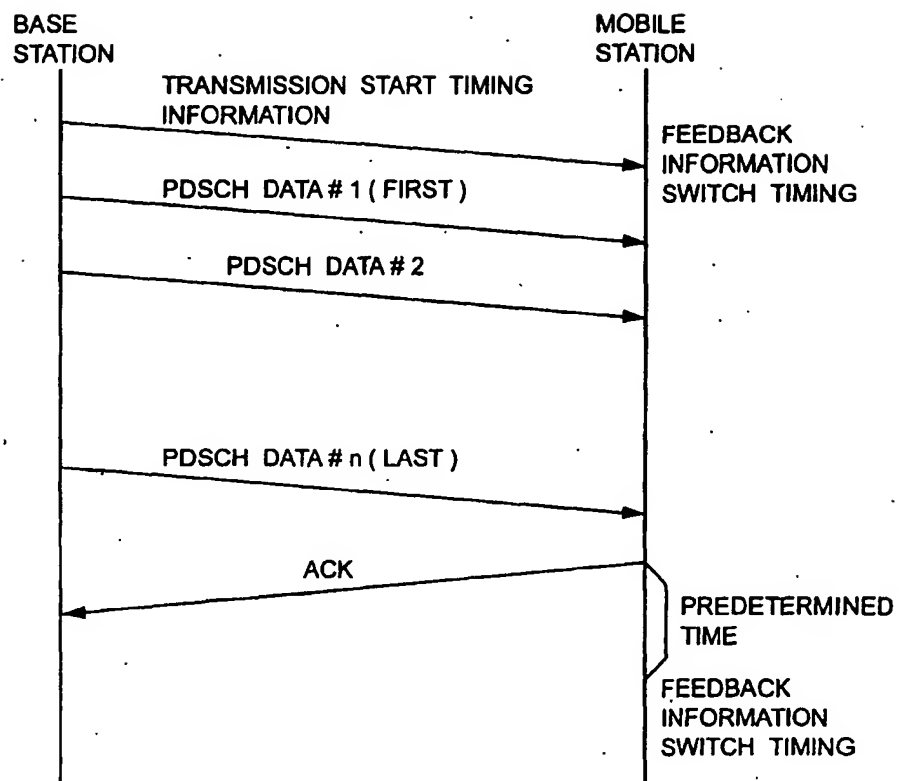 BASE
STATION
MOBILE
STATION
TRANSMISSION START TIMING
INFORMATION
FEEDBACK
INFORMATION
SWITCH TIMING
PDSCH DATA # 1 ( FIRST )
PDSCH DATA # 2
PDSCH DATA # n ( LAST )
ACK
PREDETERMINED
TIME
FEEDBACK
INFORMATION
SWITCH TIMING